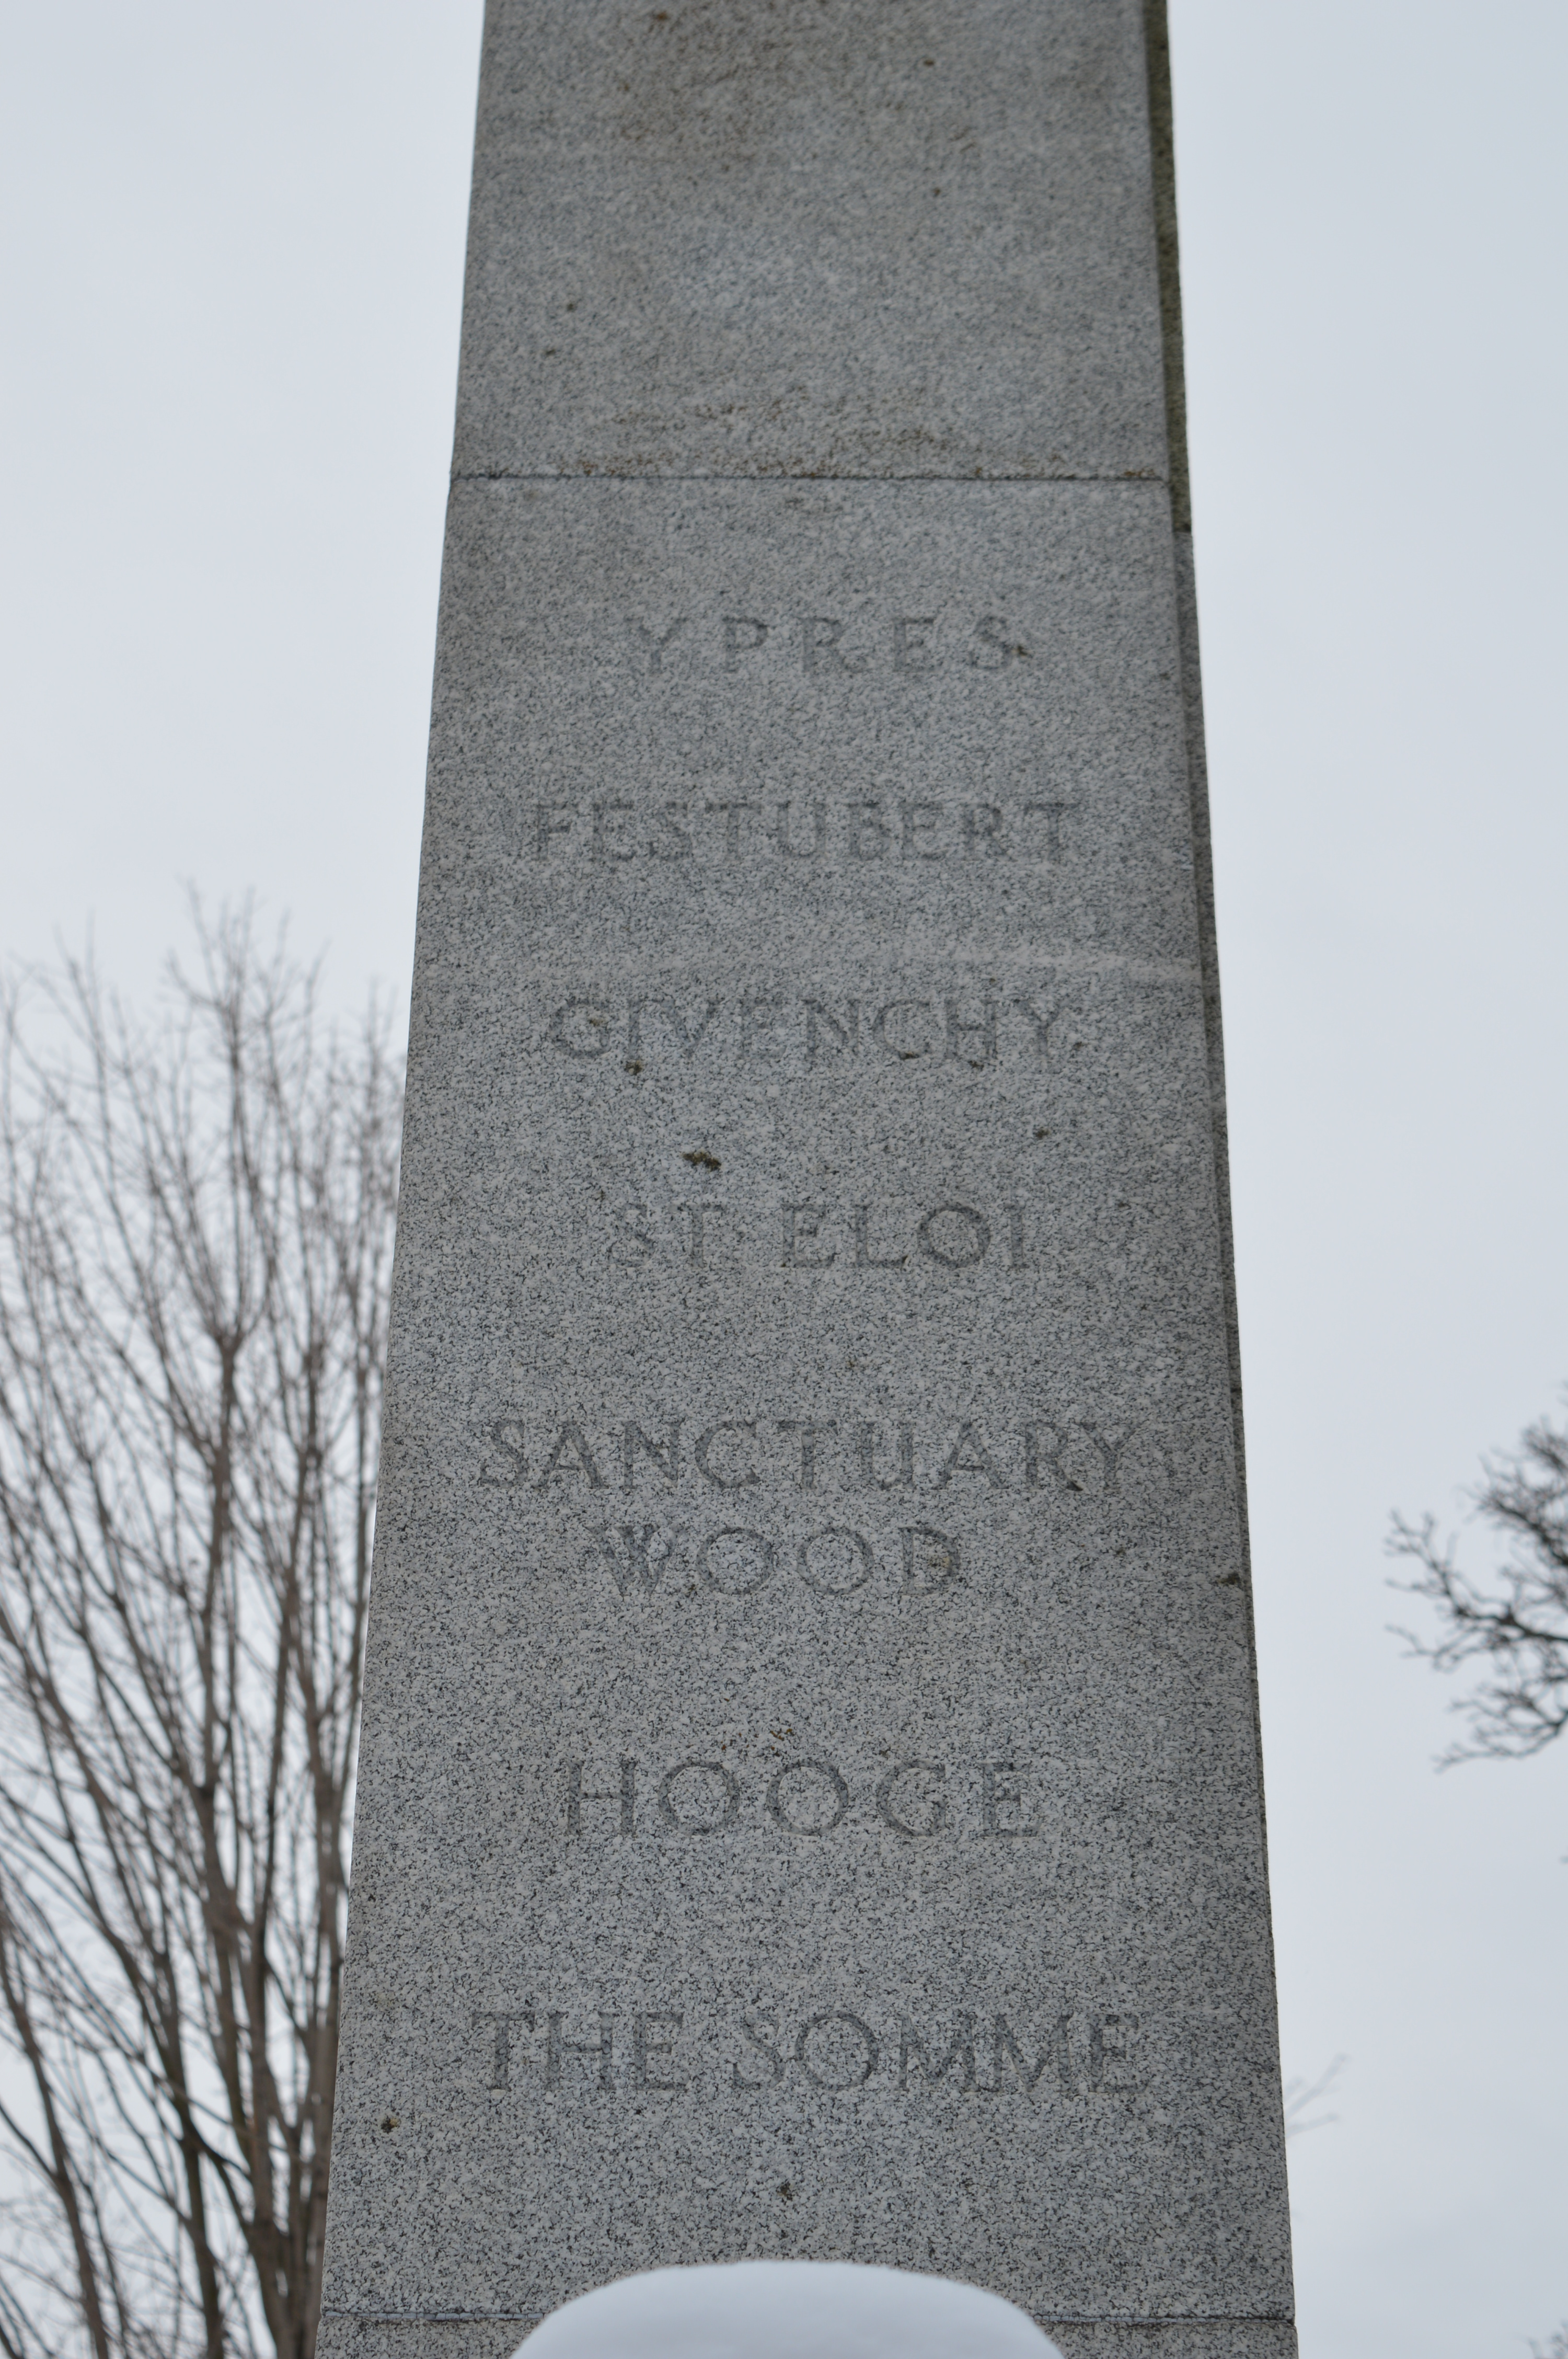 YPRES
FESTUBERT
GIVENCHY
ST ELOI
SANCTUARY
WOOD
HOOGE
THE SOMME